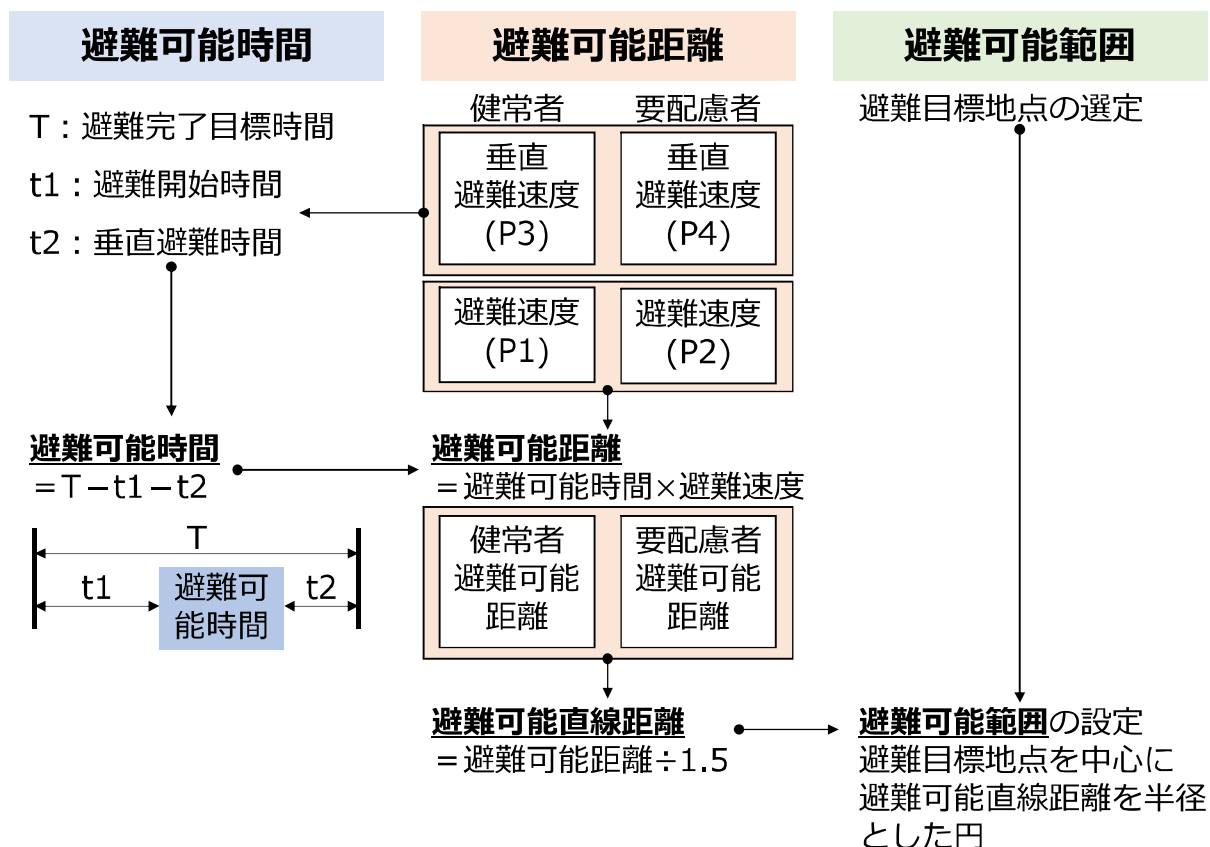 避難可能時間
T：避難完了目標時間
t1：避難開始時間
t2：垂直避難時間
避難可能時間
＝T－t1－t2
T
t1
避難可
能時間
t2
避難可能距離
健常者
要配慮者
垂直
避難速度
(P3)
垂直
避難速度
(P4)
避難速度
(P1)
避難速度
(P2)
避難可能距離
＝避難可能時間×避難速度
健常者
避難可能
距離
要配慮者
避難可能
距離
避難可能直線距離
＝避難可能距離÷1.5
避難可能範囲
避難目標地点の選定
避難可能範囲の設定
避難目標地点を中心に
避難可能直線距離を半径
とした円